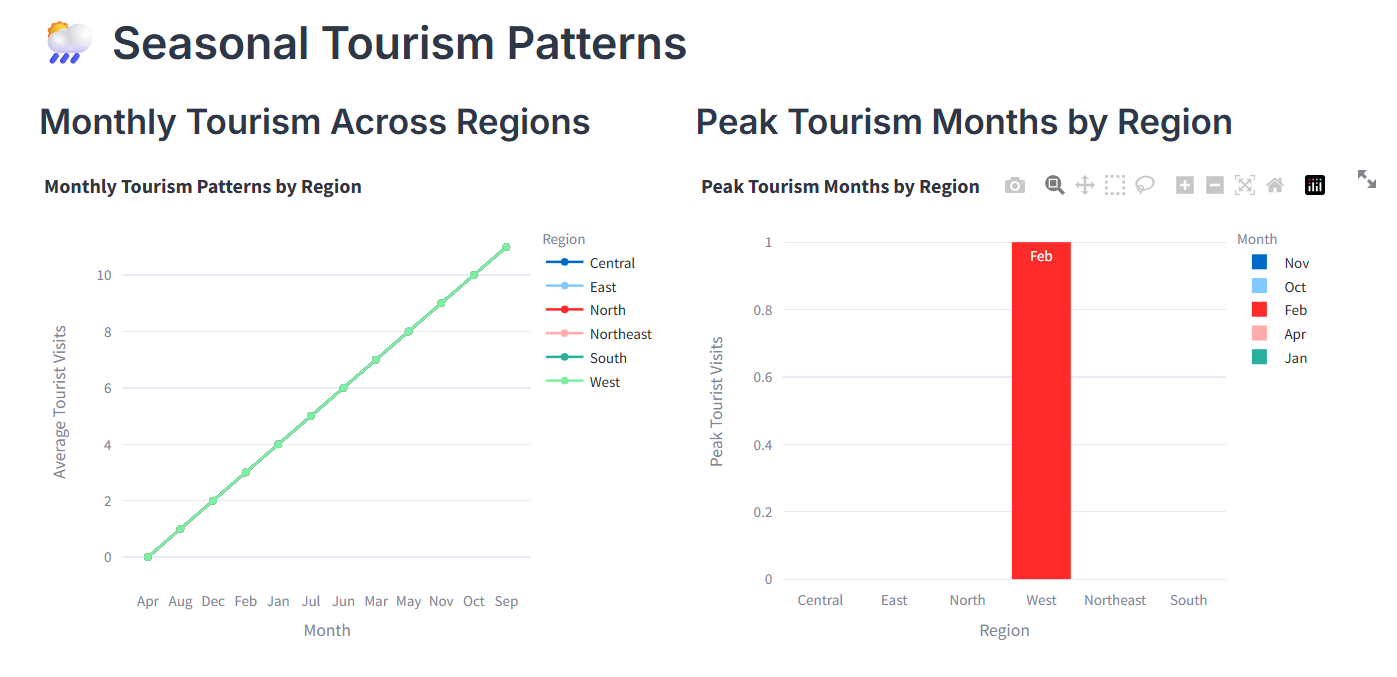 Seasonal Tourism Patterns
Monthly Tourism Across Regions
Monthly Tourism Patterns by Region
Average Tourist Visits
10
8
6
4
2
0
Apr Aug Dec Feb Jan Jul Jun Mar May Nov Oct Sep
Month
Region
Central
East
North
Northeast
South
West
Peak Tourism Months by Region
Peak Tourism Months by Region
Peak Tourist Visits
1
0.8
0.6
0.4
0.2
0
Feb
Central East North West Northeast South
Region
Month
Nov
Oct
Feb
Apr
Jan